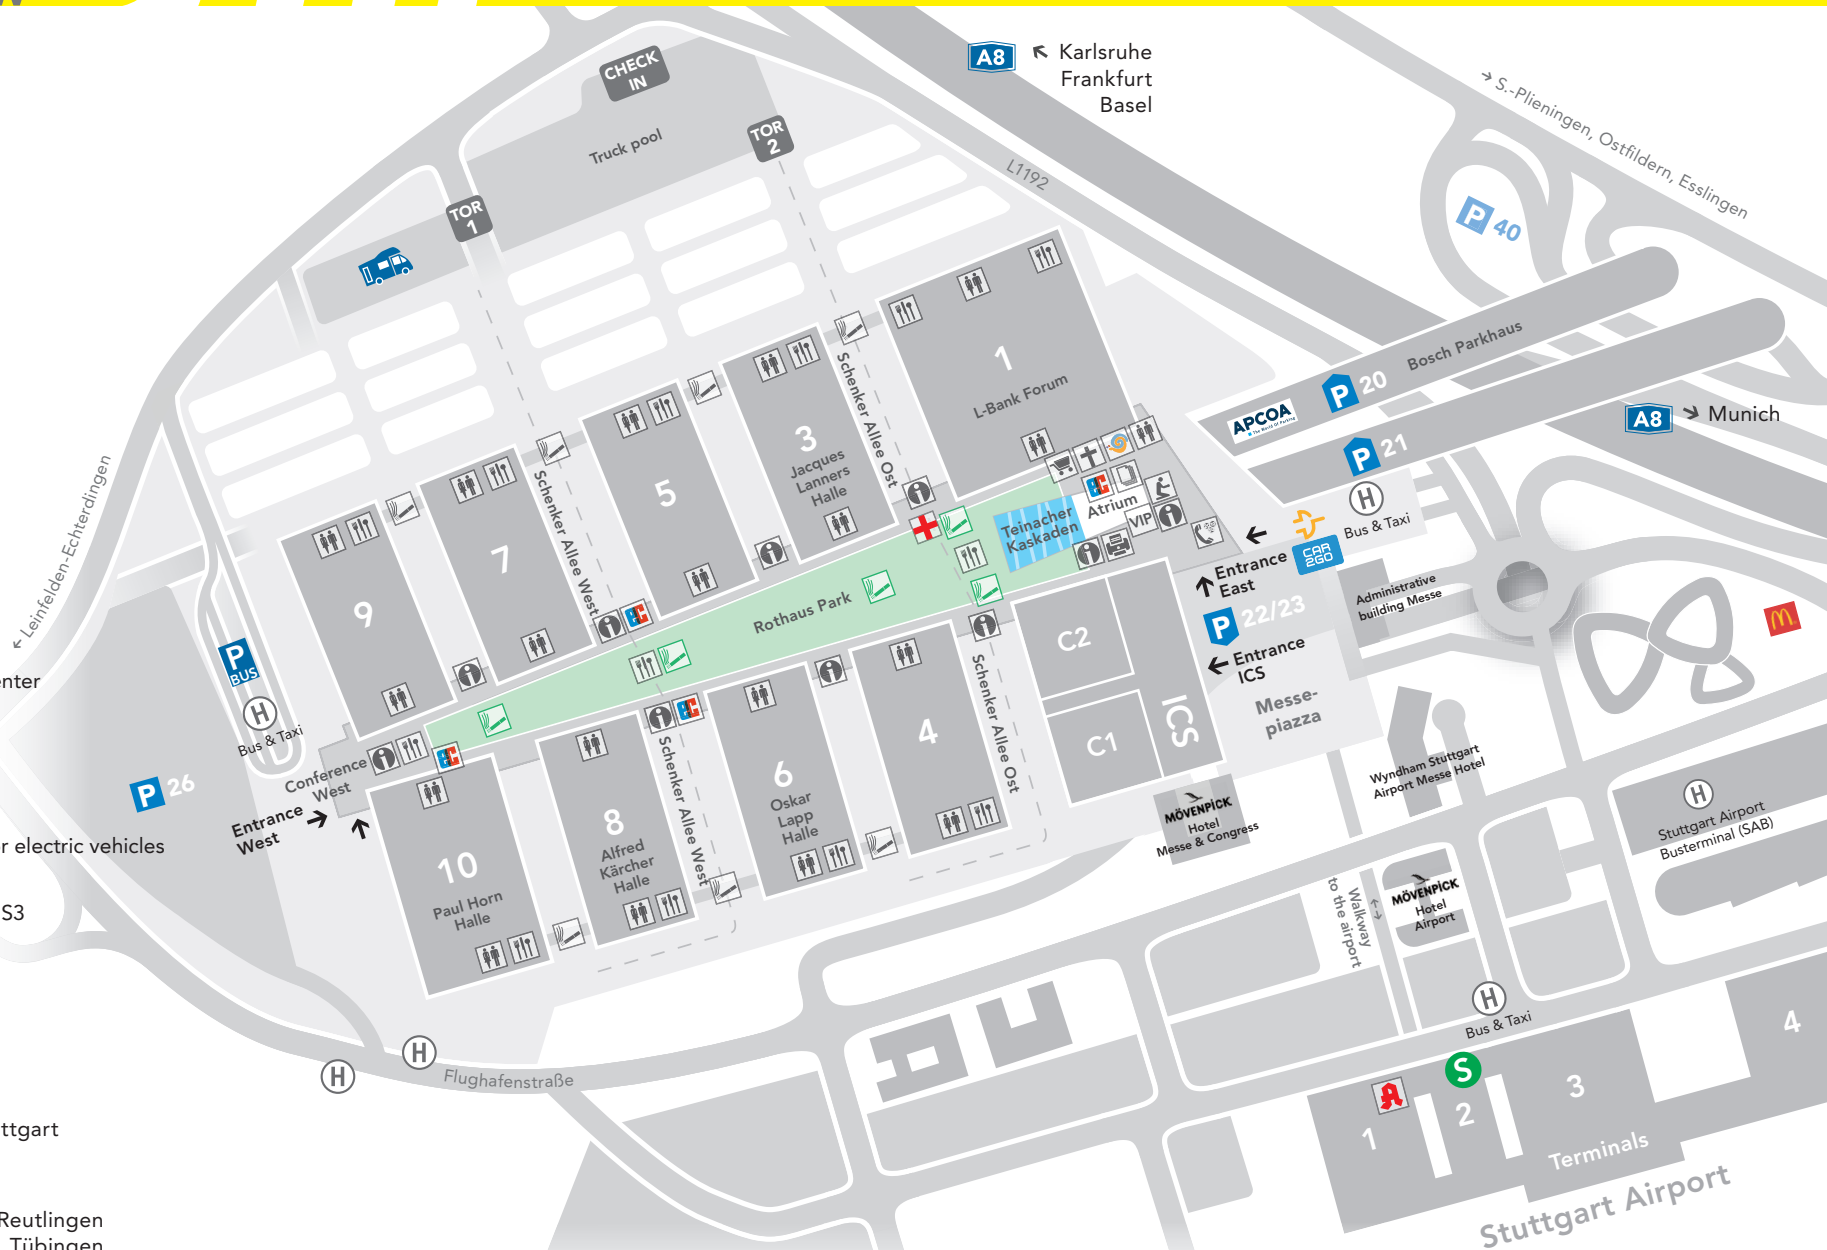 CHECK
IN
Truck pool
TOR
2
TOR
1
A8
Karlsruhe
Frankfurt
Basel
L1192
S.-Plieningen, Ostfildern, Esslingen
P 40
Bosch Parkhaus
APCOA
P 20
P 21
A8
Munich
H
Bus & Taxi
1
L-Bank Forum
3
Jacques
Lanners
Halle
5
7
9
Schenker Allee Ost
Schenker Allee West
Leinfelden-Echterdingen
Teinacher
Kaskaden
Atrium
VIP
EC
Entrance
East
CAR
2GO
P 22/23
Entrance
ICS
Administrative
building Messe
Messe-
piazza
Rothaus Park
C2
C1
ICS
P
BUS
H
Bus & Taxi
P 26
Conference
West
Entrance
West
EC
EC
EC
10
Paul Horn
Halle
8
Alfred
Kärcher
Halle
Schenker Allee West
6
Oskar
Lapp
Halle
4
Schenker Allee Ost
MÖVENPICK
Hotel
Messe & Congress
Wyndham Stuttgart
Airport Messe Hotel
H
Stuttgart Airport
Busterminal (SAB)
Walkway
to the airport
MÖVENPICK
Hotel
Airport
H
Bus & Taxi
S
H
H
Flughafenstraße
1
2
3
4
Terminals
Stuttgart Airport
enter
r electric vehicles
S3
ttgart
Reutlingen
Tübingen